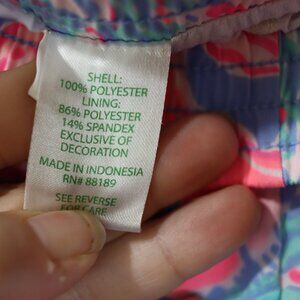 SHELL:
100% POLYESTER
LINING:
86% POLYESTER
14% SPANDEX
EXCLUSIVE OF
DECORATION
MADE IN INDONESIA
RN# 88189
SEE REVERSE
FOR CARE